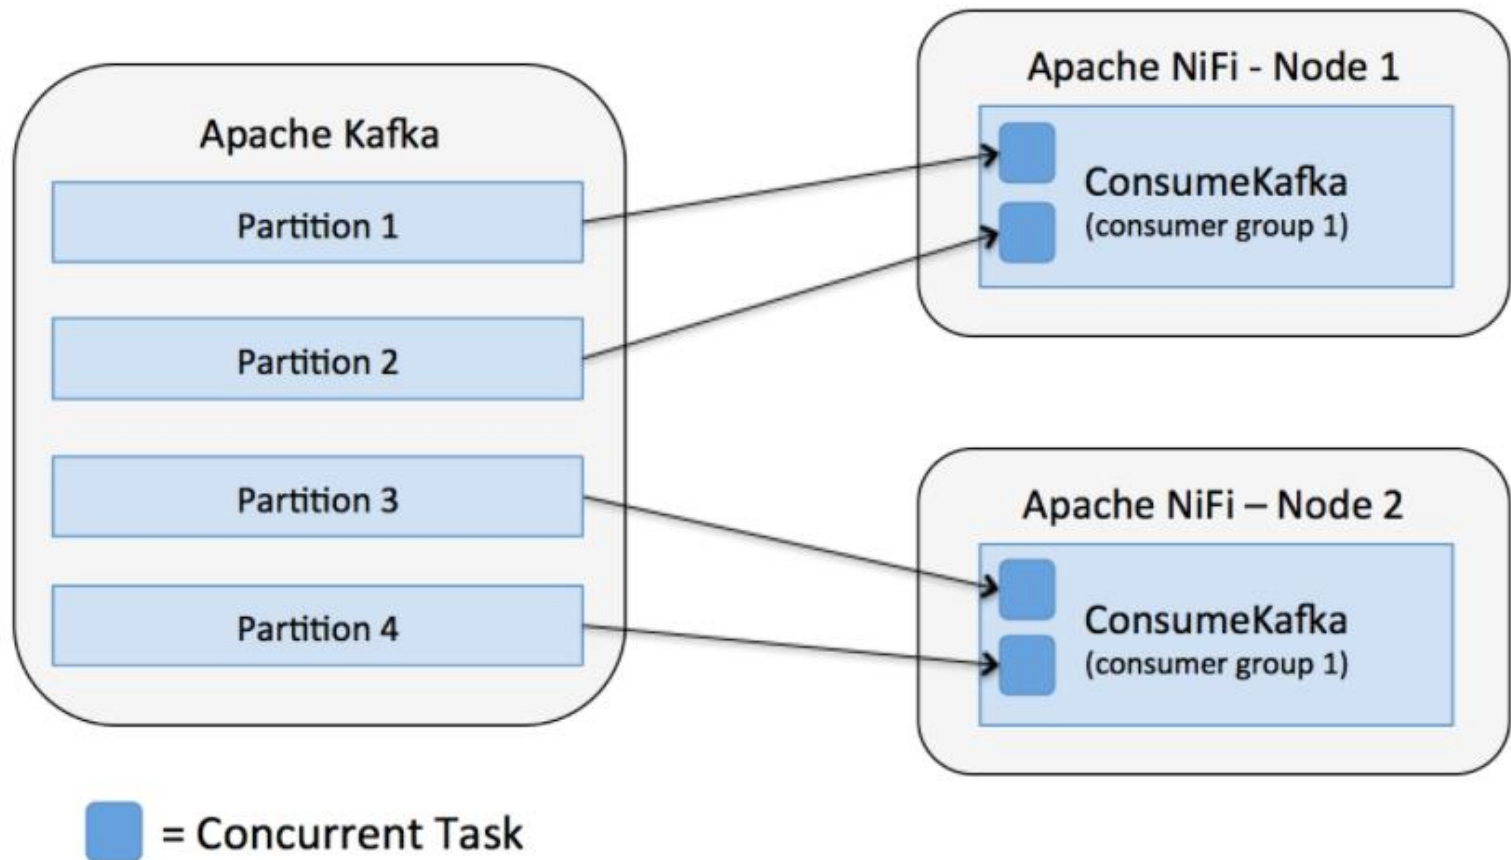 Apache Kafka
Partition 1
Partition 2
Partition 3
Partition 4
Apache NiFi - Node 1
ConsumeKafka
(consumer group 1)
Apache NiFi – Node 2
ConsumeKafka
(consumer group 1)
= Concurrent Task